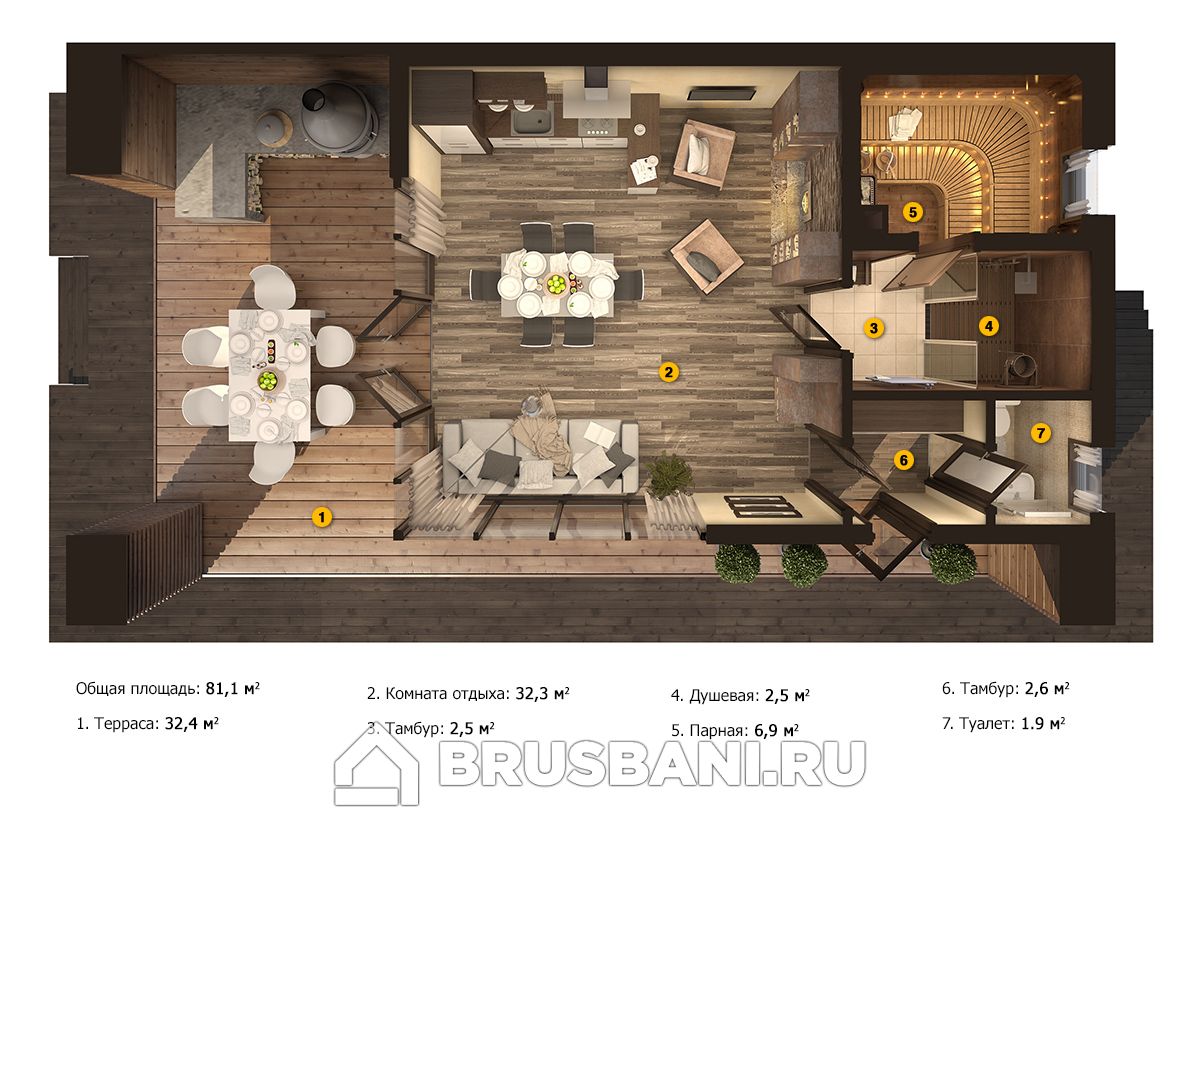 5
3
4
2
7
6
1
Общая площадь: 81,1 м²
1. Терраса: 32,4 м²
2. Комната отдыха: 32,3 м²
3. Тамбур: 2,5 м²
4. Душевая: 2,5 м²
5. Парная: 6,9 м²
6. Тамбур: 2,6 м²
7. Туалет: 1.9 м²
BRUSBANI.RU